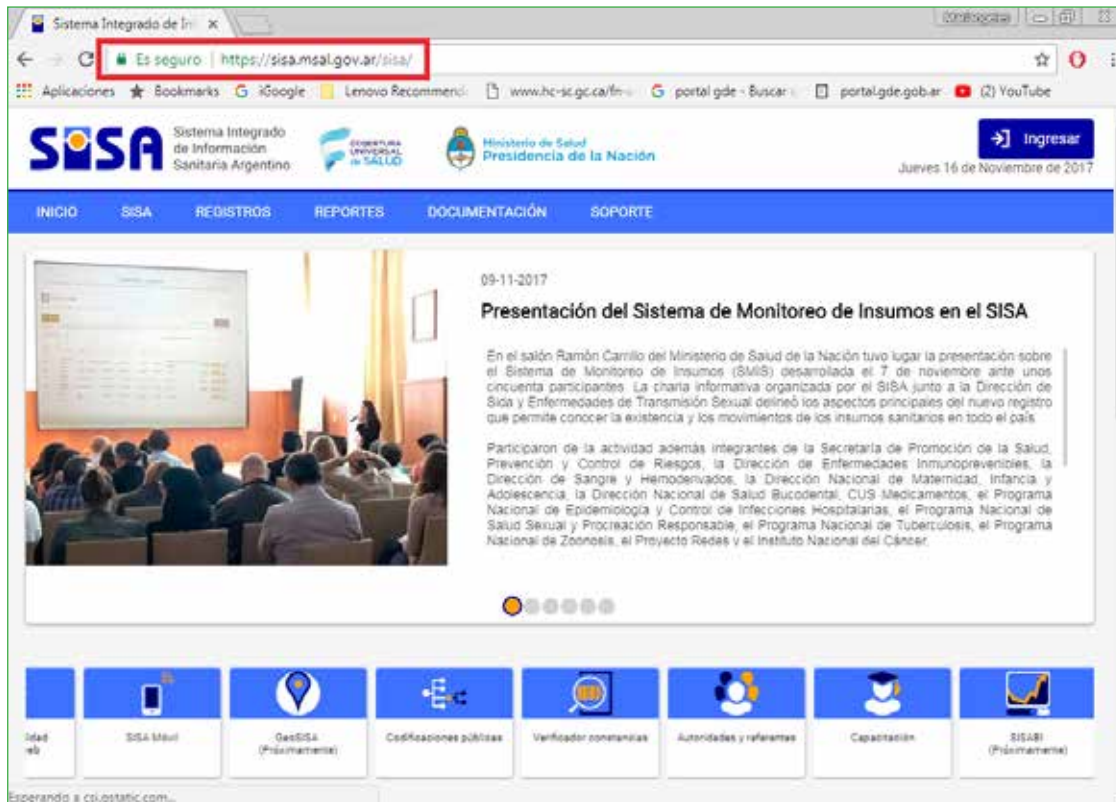 Sistema Integrado de In
Es seguro | https://sisa.msal.gov.ar/sisa/
Aplicaciones Bookmarks iGoogle Lenovo Recommend www.hc-sc.gc.ca/fn- portal gde - Buscar portal.gde.gob.ar (2) YouTube
SISA
Sistema Integrado
de Información
Sanitaria Argentino
COBERTURA
UNIVERSAL
de SALUD
Ministerio de Salud
Presidencia de la Nación
Ingresar
Jueves 16 de Noviembre de 2017
INICIO SISA REGISTROS REPORTES DOCUMENTACIÓN SOPORTE
09-11-2017
Presentación del Sistema de Monitoreo de Insumos en el SISA
En el salón Ramón Carrillo del Ministerio de Salud de la Nación tuvo lugar la presentación sobre
el Sistema de Monitoreo de Insumos (SMIS) desarrollada el 7 de noviembre ante unos
cincuenta participantes. La charla informativa organizada por el SISA junto a la Dirección de
Sida y Enfermedades de Transmisión Sexual delineó los aspectos principales del nuevo registro
que permite conocer la existencia y los movimientos de los insumos sanitarios en todo el país.
Participaron de la actividad además integrantes de la Secretaría de Promoción de la Salud,
Prevención y Control de Riesgos, la Dirección de Enfermedades Inmunoprevenibles, la
Dirección de Sangre y Hemoderivados, la Dirección Nacional de Maternidad, Infancia y
Adolescencia, la Dirección Nacional de Salud Bucodental, CUS Medicamentos, el Programa
Nacional de Epidemiología y Control de Infecciones Hospitalarias, el Programa Nacional de
Salud Sexual y Procreación Responsable, el Programa Nacional de Tuberculosis, el Programa
Nacional de Zoonosis, el Proyecto Redes y el Instituto Nacional del Cáncer.
SISA Móvil
GeoSISA
(Próximamente)
Codificaciones públicas
Verificador constancias
Autoridades y referentes
Capacitación
SISABI
(Próximamente)
Esperando a csi.gstatic.com...